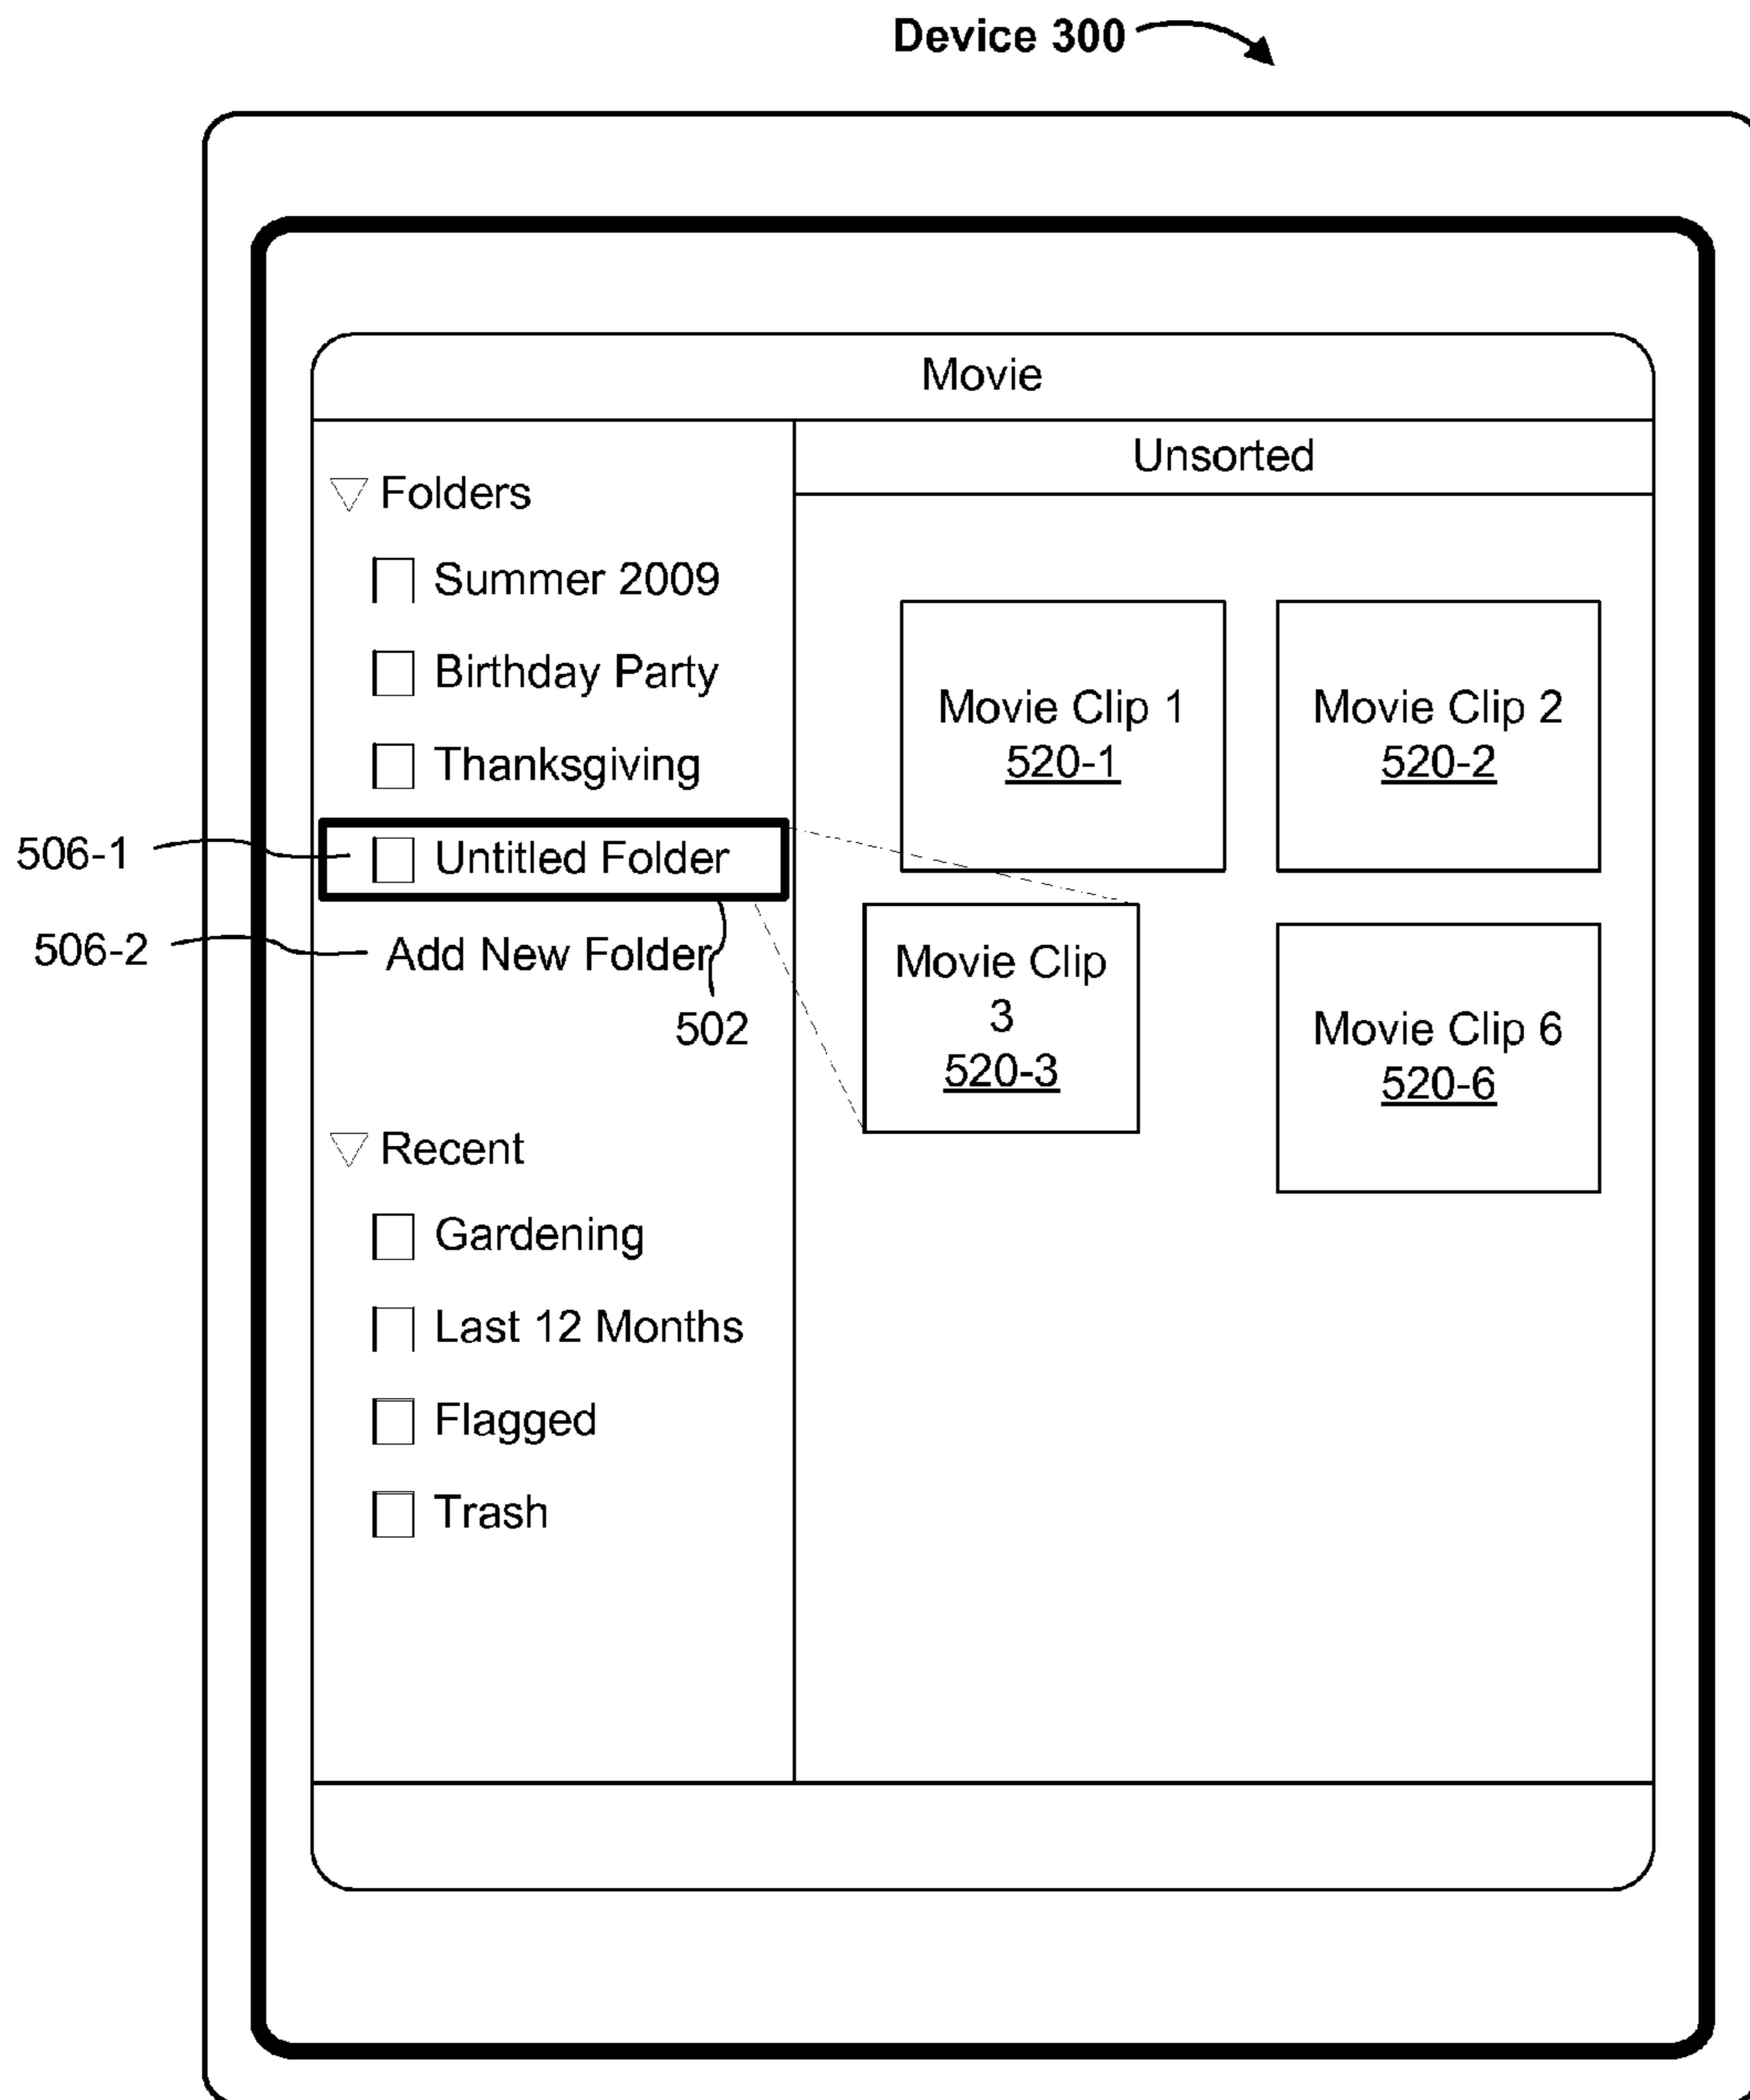 Device 300
Movie
Folders
Summer 2009
Birthday Party
Thanksgiving
506-1
Untitled Folder
506-2
Add New Folder
502
Recent
Gardening
Last 12 Months
Flagged
Trash
Unsorted
Movie Clip 1
520-1
Movie Clip 2
520-2
Movie Clip
3
520-3
Movie Clip 6
520-6